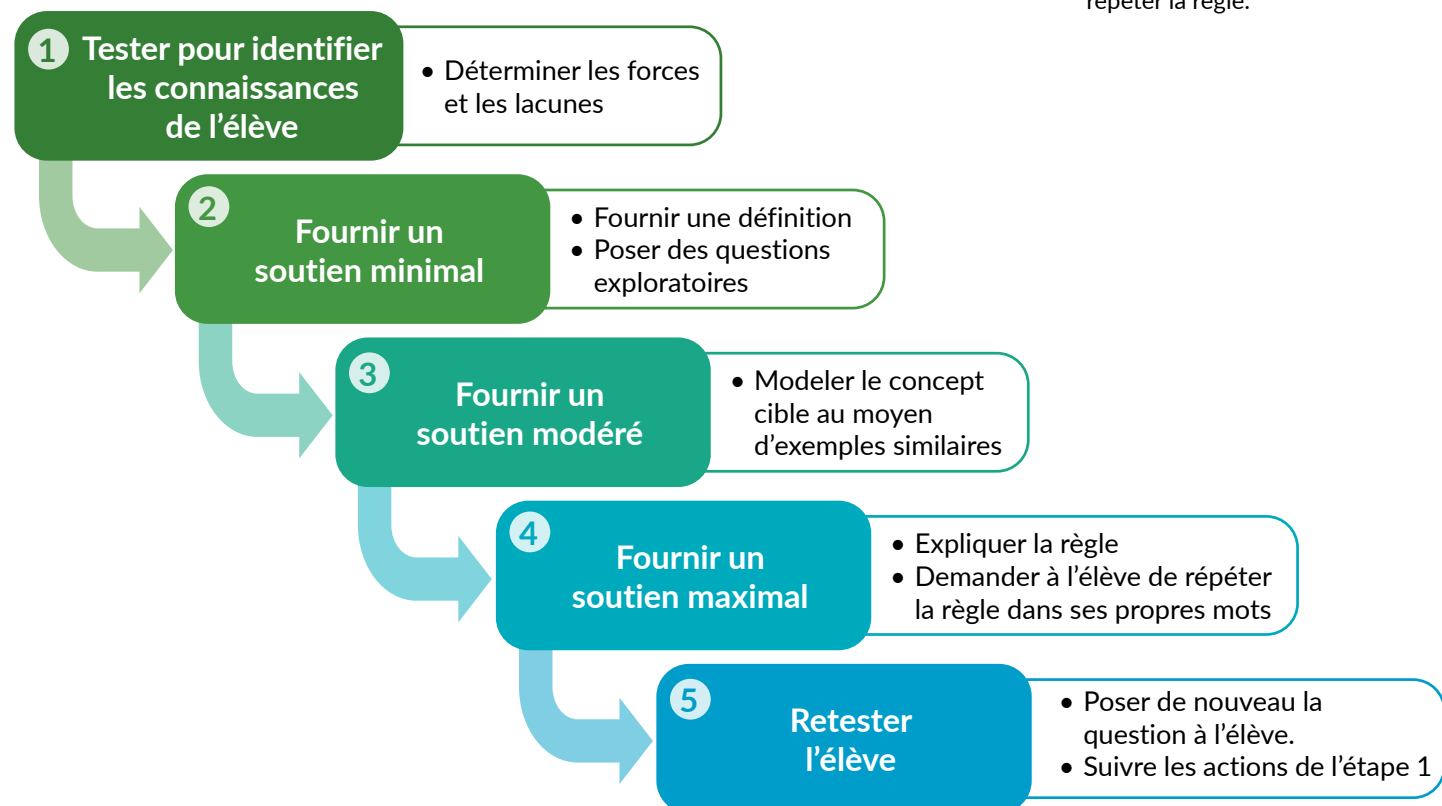 répéter la règle.
1 Tester pour identifier
les connaissances
de l’élève
• Déterminer les forces
et les lacunes
2
Fournir un
soutien minimal
• Fournir une définition
• Poser des questions
exploratoires
3
Fournir un
soutien modéré
• Modeler le concept
cible au moyen
d’exemples similaires
4
Fournir un
soutien maximal
• Expliquer la règle
• Demander à l’élève de répéter
la règle dans ses propres mots
5
Retester
l’élève
• Poser de nouveau la
question à l’élève.
• Suivre les actions de l’étape 1